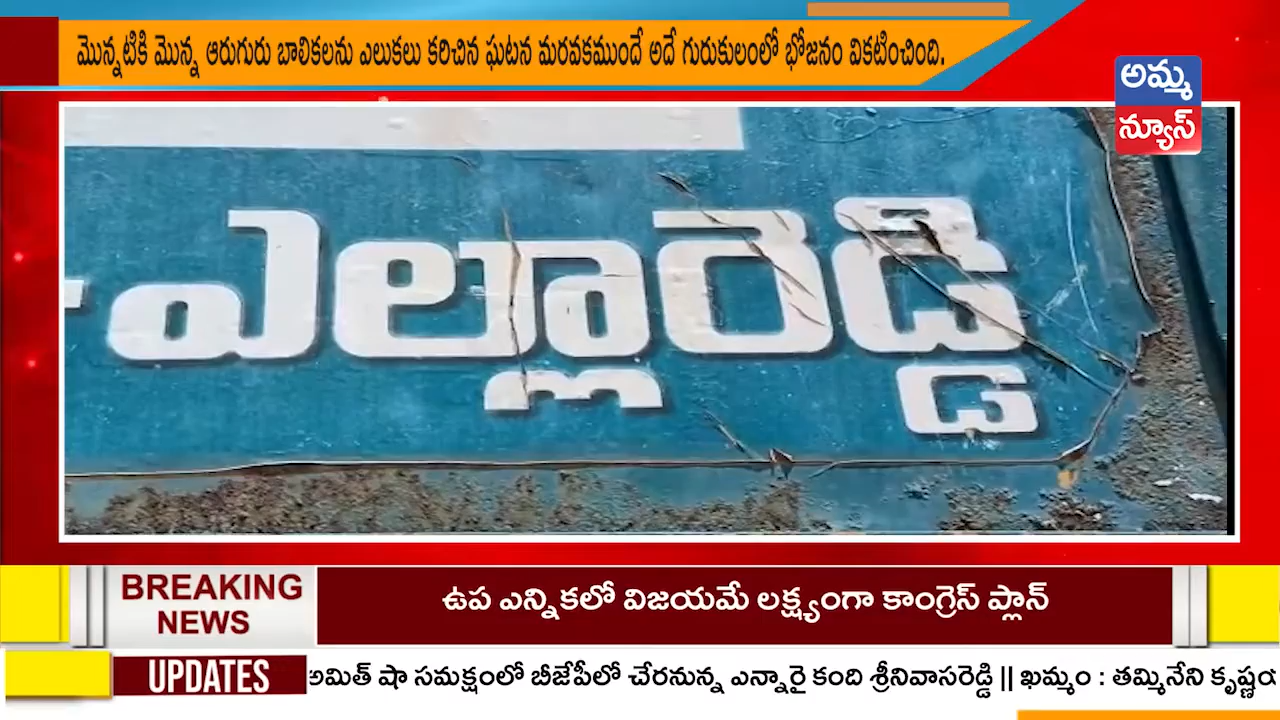 మొన్నటికి మొన్న ఆరుగురు బాలికలను ఎలుకలు కరిచిన ఘటన మరవకముందే అదే గురుకులంలో భోజనం వికటించింది.
అమ్మ
న్యూస్
ఎల్లారెడ్డి
BREAKING
NEWS
ఉప ఎన్నికలో విజయమే లక్ష్యంగా కాంగ్రెస్ ప్లాన్
UPDATES
అమిత్ షా సమక్షంలో బీజేపీలో చేరనున్న ఎన్నారై కంది శ్రీనివాసరెడ్డి || ఖమ్మం : తమ్మినేని